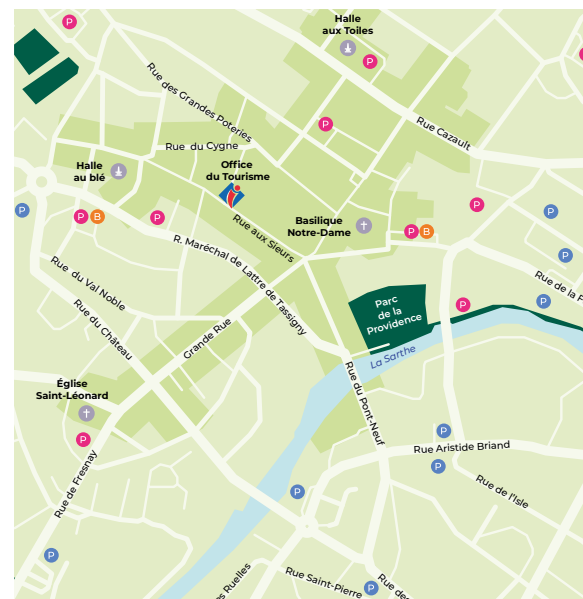 Halle
aux Toiles
P
P
P
Rue des Grandes Poteries
Rue Cazault
Rue du Cygne
Halle
au blé
Office
du Tourisme
P
P
B
P
Rue aux Sieurs
Basilique
Notre-Dame
P
B
P
P
P
R. Maréchal de Lattre de Tassigny
Rue du Val Noble
Rue du Château
Grande Rue
Parc
de la
Providence
La Sarthe
P
P
Rue de la
Église
Saint-Léonard
P
Rue du Pont-Neuf
P
P
Rue Aristide Briand
Rue de l'Isle
Rue de Fresnay
P
P
Ruelles
Rue Saint-Pierre
P
Rue des